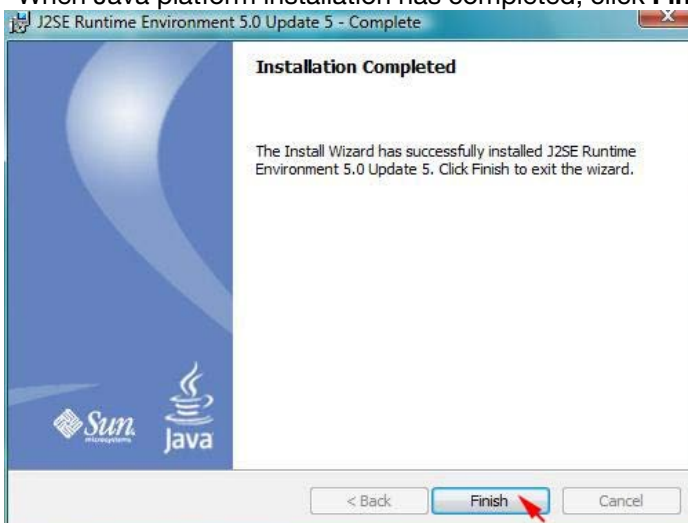 When Java platform installation has completed, click Fin
J2SE Runtime Environment 5.0 Update 5 - Complete
Installation Completed
The Install Wizard has successfully installed J2SE Runtime
Environment 5.0 Update 5. Click Finish to exit the wizard.
Sun
microsystems
Java
< Back
Finish
Cancel